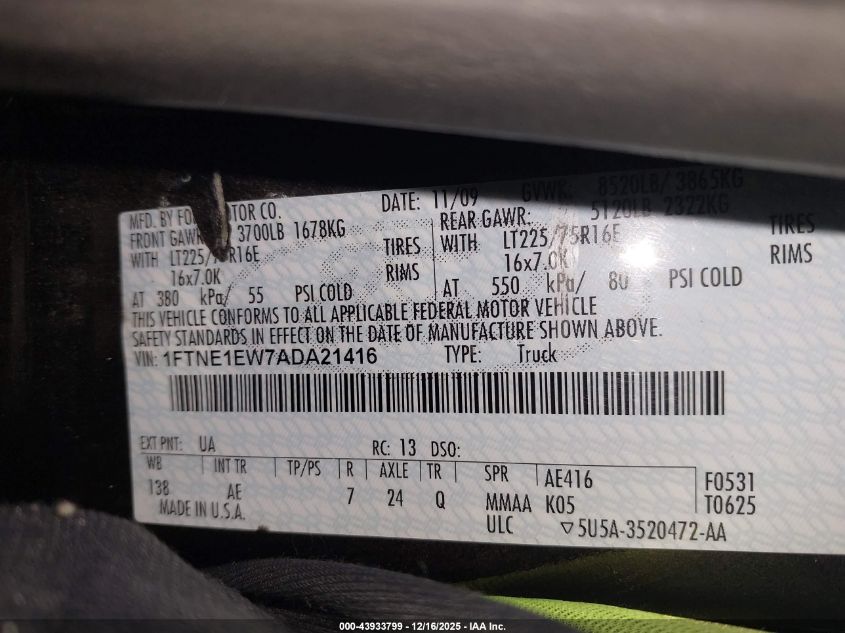 MFD. BY FO TOR CO. DATE: 11/09 GVWR: 8520LB/ 3865KG
FRONT GAWR 3700LB 1678KG REAR GAWR: 5120LB 2322KG
WITH LT225/75R16E TIRES WITH LT225/75R16E TIRES
16x7.0K RIMS 16x7.0K RIMS
AT 380 kPa/ 55 PSI COLD AT 550 kPa/ 80 PSI COLD
THIS VEHICLE CONFORMS TO ALL APPLICABLE FEDERAL MOTOR VEHICLE
SAFETY STANDARDS IN EFFECT ON THE DATE OF MANUFACTURE SHOWN ABOVE.
VIN: 1FTNE1EW7ADA21416 TYPE: Truck
EXT PNT: UA RC: 13 DSO:
WB INT TR TP/PS R AXLE TR SPR AE416 F0531
138 AE 7 24 Q MMAA K05 T0625
MADE IN U.S.A. ULC 5U5A-3520472-AA
000-43933799 - 12/16/2025 - IAA Inc.